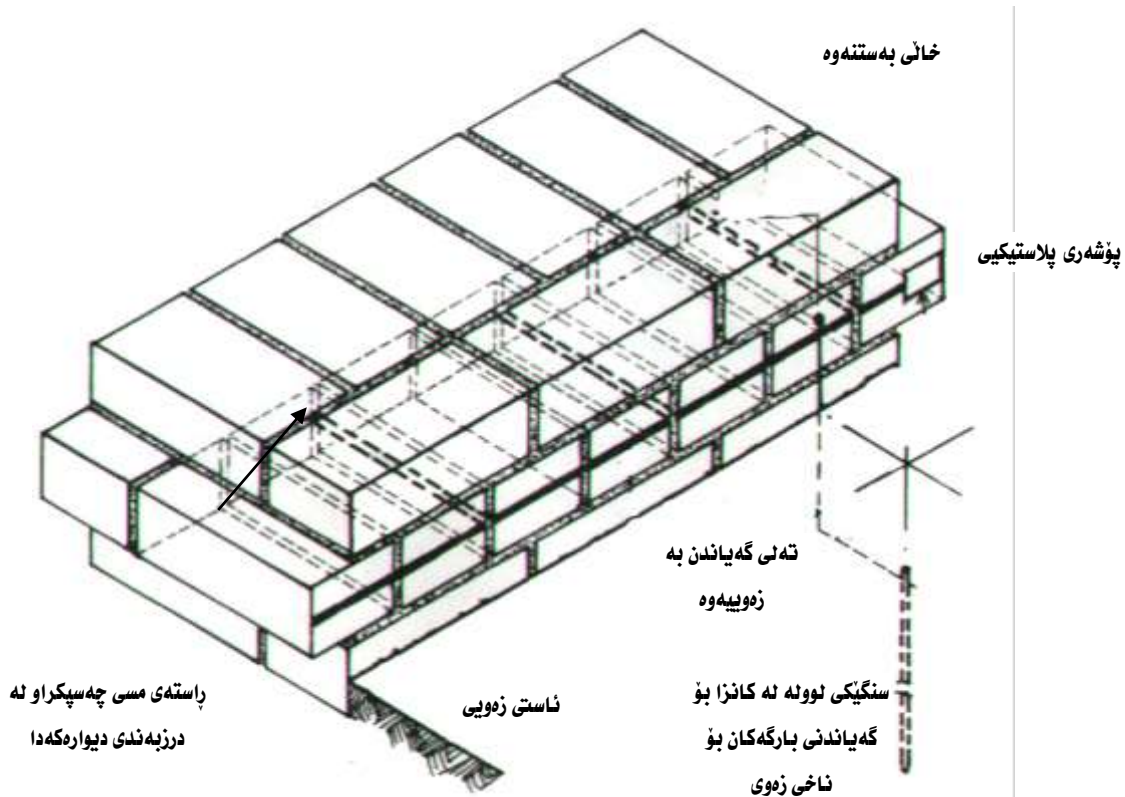 خاڵی بەستنەوە
پۆشەری پلاستیکیی
تەلی گەیاندن بە
زەوییەوە
سنگێکی لوولە لە کانزا بۆ
گەیاندنی بارگەکان بۆ
ناخی زەوی
ئاستی زەویی
ڕاستەی مسی چەسپکراو لە
درزبەندی دیوارەکەدا